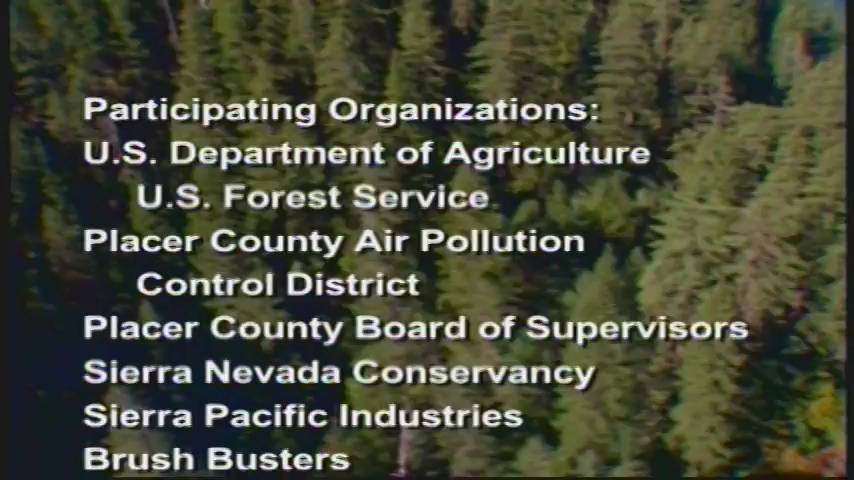 Participating Organizations:
U.S. Department of Agriculture
U.S. Forest Service
Placer County Air Pollution
Control District
Placer County Board of Supervisors
Sierra Nevada Conservancy
Sierra Pacific Industries
Brush Busters